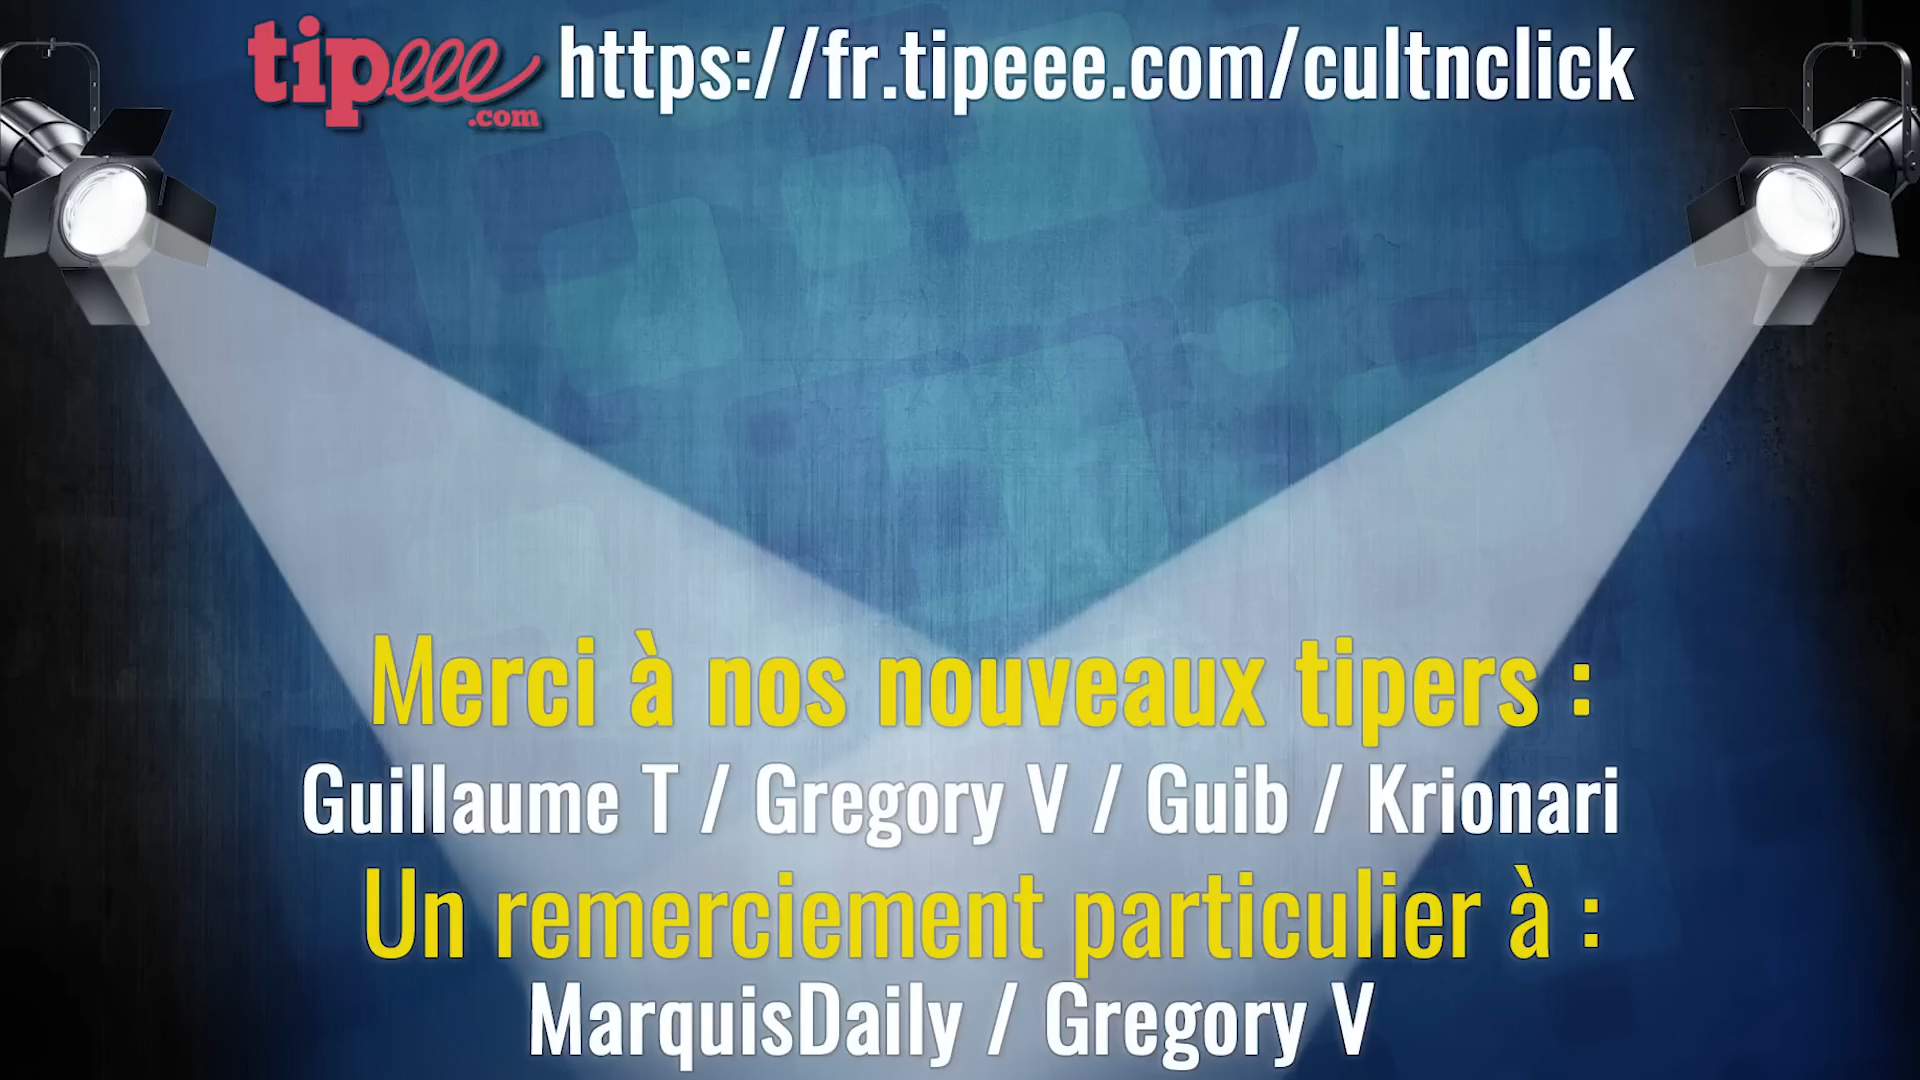 tipeee.com https://fr.tipeee.com/cultnclick
Merci à nos nouveaux tipers :
Guillaume T / Gregory V / Guib / Krionari
Un remerciement particulier à :
MarquisDaily / Gregory V